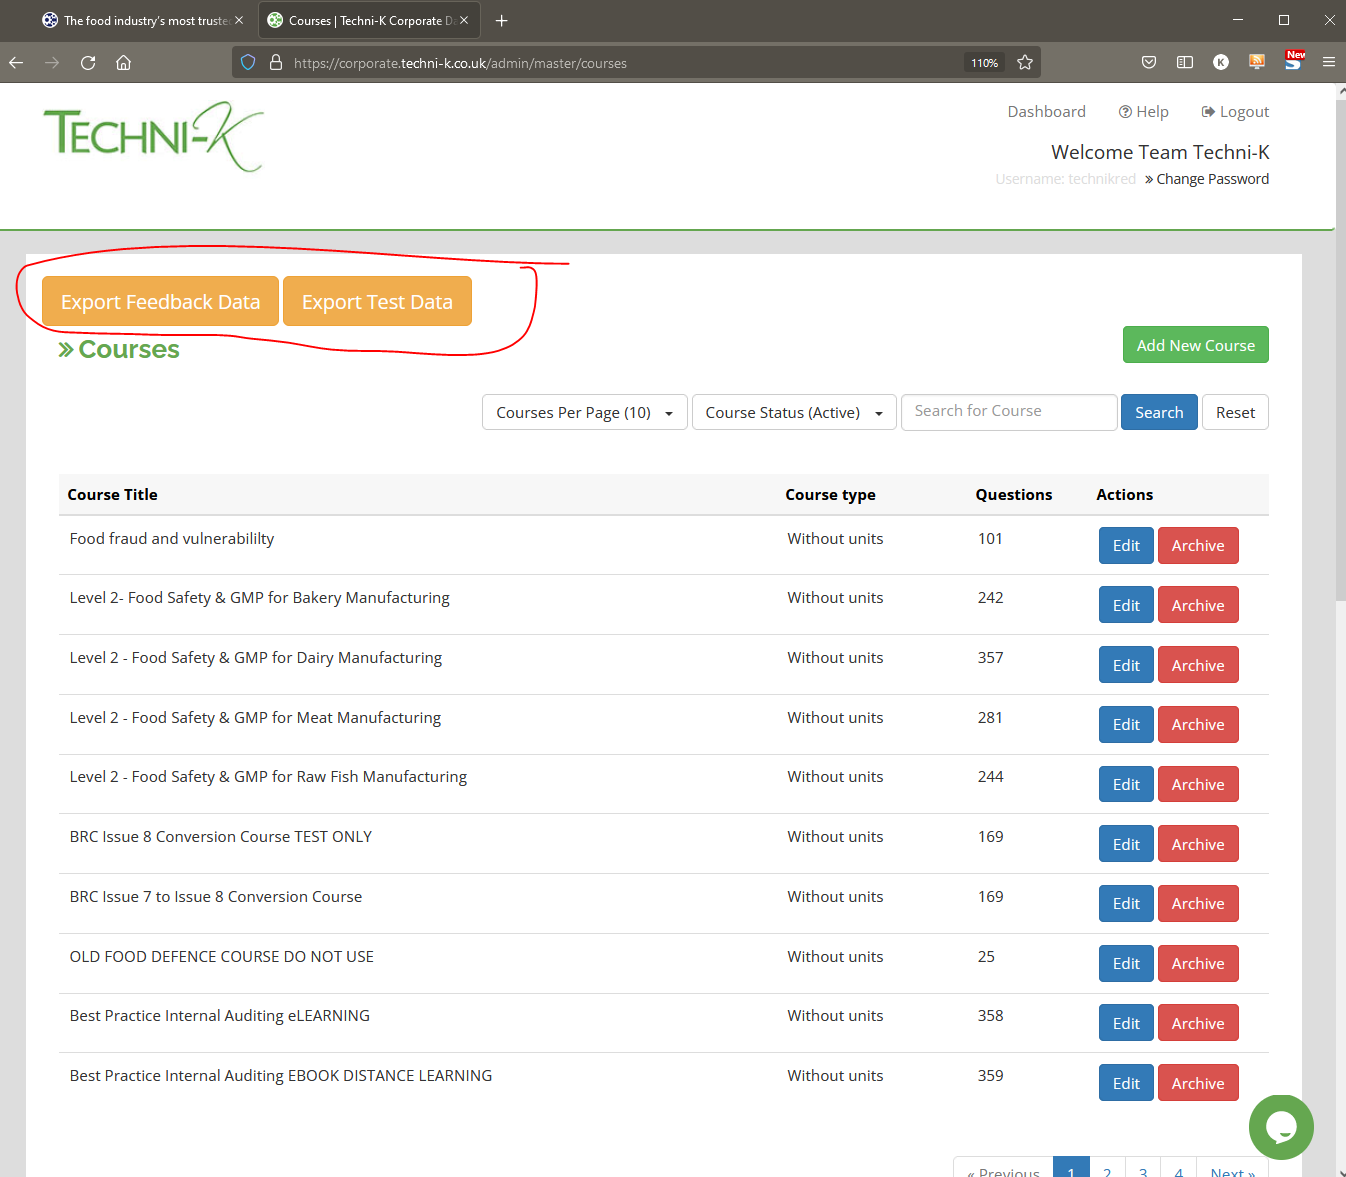 The food industry's most truste
Courses | Techni-K Corporate Da
https://corporate.techni-k.co.uk/admin/master/courses
110%
K
New
TECHNI-K
Dashboard
Help
Logout
Welcome Team Techni-K
Username: technikred » Change Password
Export Feedback Data
Export Test Data
» Courses
Add New Course
Courses Per Page (10)
Course Status (Active)
Search for Course
Search
Reset
Course Title Course type Questions Actions
Food fraud and vulnerabililty Without units 101 Edit Archive
Level 2- Food Safety & GMP for Bakery Manufacturing Without units 242 Edit Archive
Level 2 - Food Safety & GMP for Dairy Manufacturing Without units 357 Edit Archive
Level 2 - Food Safety & GMP for Meat Manufacturing Without units 281 Edit Archive
Level 2 - Food Safety & GMP for Raw Fish Manufacturing Without units 244 Edit Archive
BRC Issue 8 Conversion Course TEST ONLY Without units 169 Edit Archive
BRC Issue 7 to Issue 8 Conversion Course Without units 169 Edit Archive
OLD FOOD DEFENCE COURSE DO NOT USE Without units 25 Edit Archive
Best Practice Internal Auditing eLEARNING Without units 358 Edit Archive
Best Practice Internal Auditing EBOOK DISTANCE LEARNING Without units 359 Edit Archive
« Previous 1 2 3 4 Next »